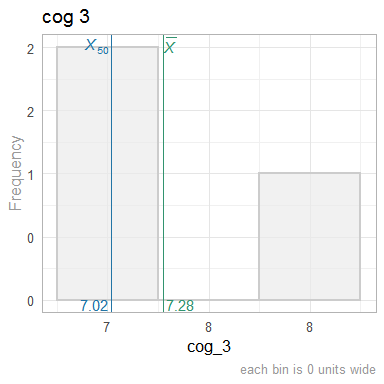 cog 3
X50
X̅
2
2
1
0
0
Frequency
7.02
7.28
7
8
8
cog_3
each bin is 0 units wide